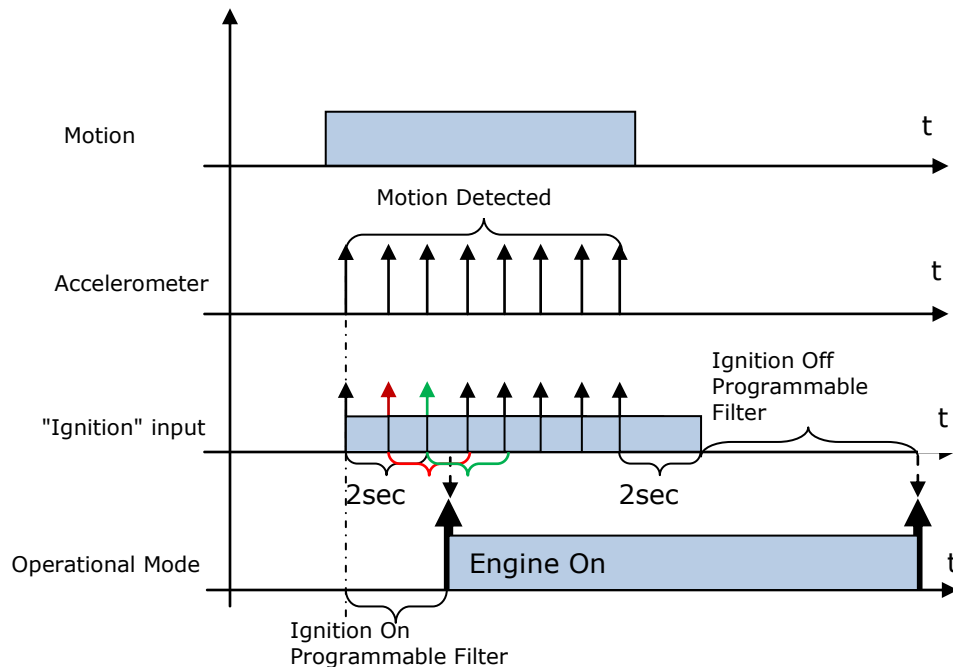 Motion
t
Motion Detected
Accelerometer
t
Ignition Off
Programmable
Filter
"Ignition" input
t
2sec
2sec
Operational Mode
Engine On
t
Ignition On
Programmable Filter